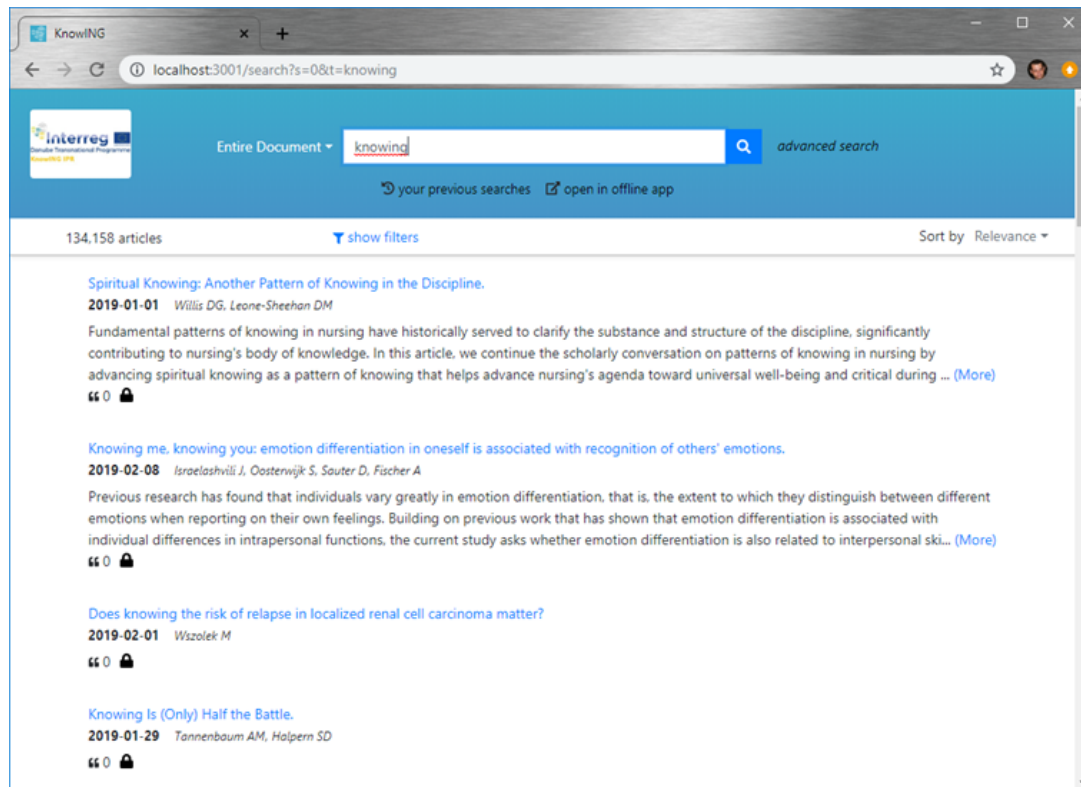 KnowING
localhost:3001/search?s=0&t=knowing
Interreg
Danube Transnational Programme
KnowING IPR
Entire Document
knowing
advanced search
your previous searches open in offline app
134,158 articles show filters Sort by Relevance
Spiritual Knowing: Another Pattern of Knowing in the Discipline.
2019-01-01 Willis DG, Leone-Sheehan DM
Fundamental patterns of knowing in nursing have historically served to clarify the substance and structure of the discipline, significantly
contributing to nursing's body of knowledge. In this article, we continue the scholarly conversation on patterns of knowing in nursing by
advancing spiritual knowing as a pattern of knowing that helps advance nursing's agenda toward universal well-being and critical during ... (More)
0
Knowing me, knowing you: emotion differentiation in oneself is associated with recognition of others' emotions.
2019-02-08 Israelashvili J, Oosterwijk S, Sauter D, Fischer A
Previous research has found that individuals vary greatly in emotion differentiation, that is, the extent to which they distinguish between different
emotions when reporting on their own feelings. Building on previous work that has shown that emotion differentiation is associated with
individual differences in intrapersonal functions, the current study asks whether emotion differentiation is also related to interpersonal ski... (More)
0
Does knowing the risk of relapse in localized renal cell carcinoma matter?
2019-02-01 Wszolek M
0
Knowing Is (Only) Half the Battle.
2019-01-29 Tannenbaum AM, Halpern SD
0